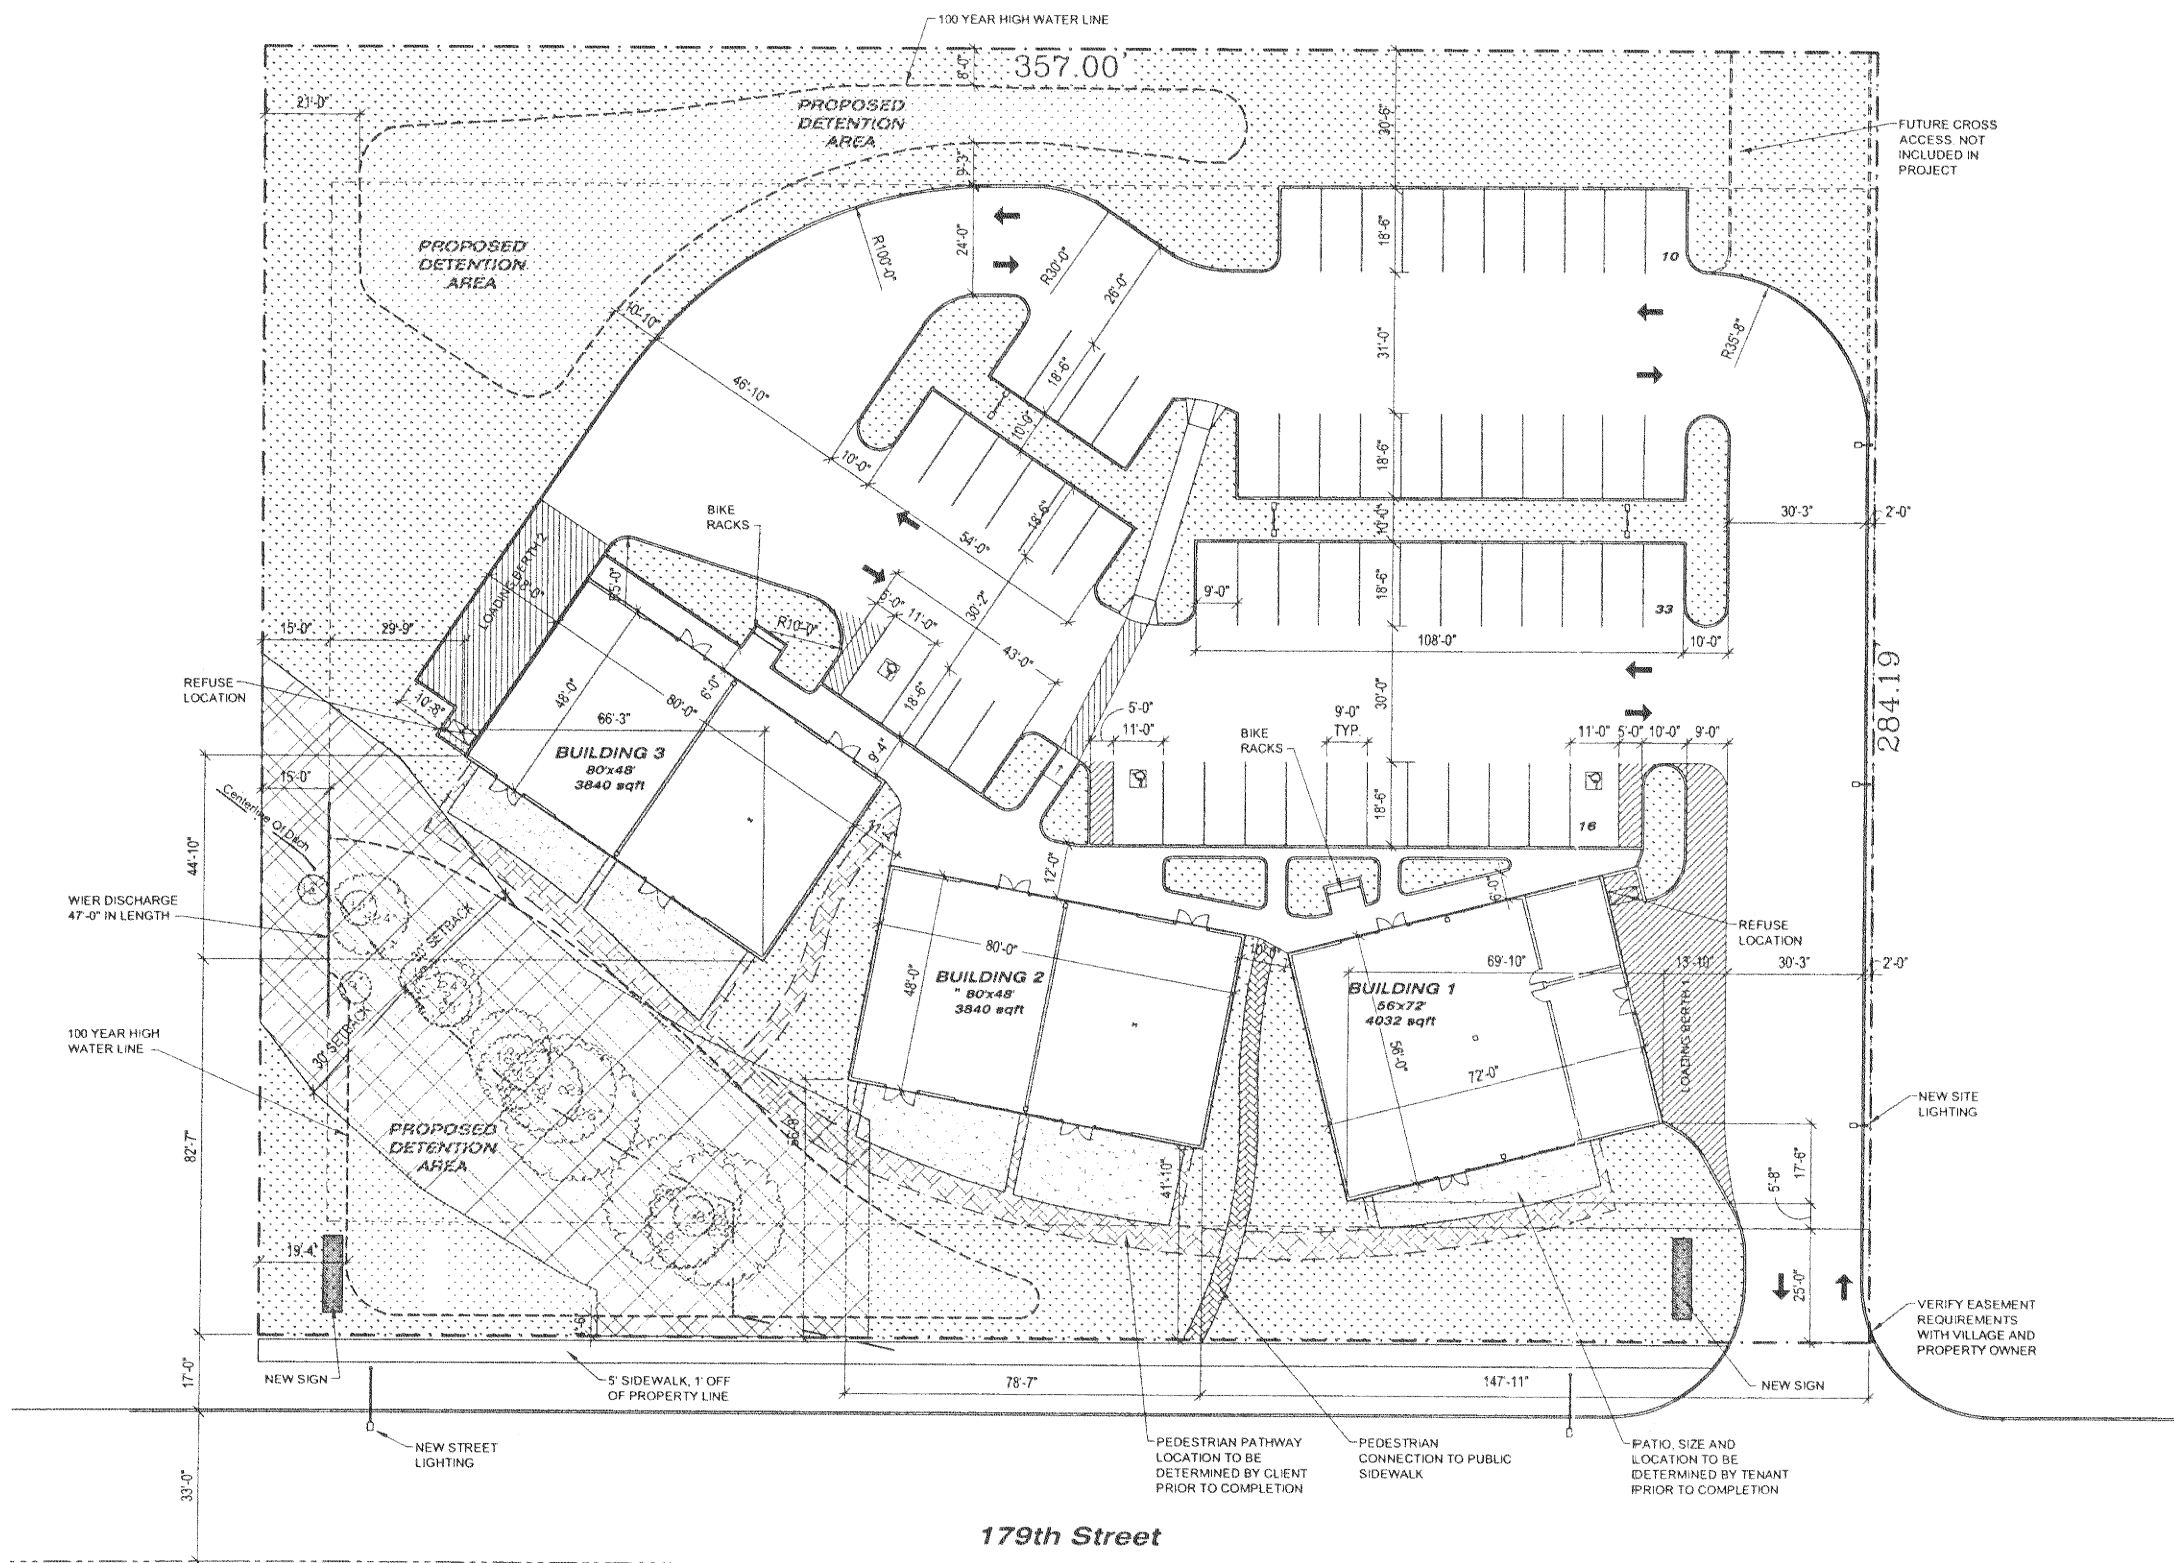 100 YEAR HIGH WATER LINE
357.00'
8'-0"
21'-0"
PROPOSED
DETENTION
AREA
30'-6"
FUTURE CROSS
ACCESS, NOT
INCLUDED IN
PROJECT
9'-3"
PROPOSED
DETENTION
AREA
R100'-0"
24'-0"
R30'-0"
26'-0"
18'-6"
10
10'-10"
31'-0"
R35'-8"
46'-10"
18'-6"
10'-0"
10'-0"
18'-6"
18'-6"
BIKE
RACKS
54'-0"
10'-0"
30'-3"
2'-0"
LOADING BERTH 2
5'-0"
11'-0"
30'-2"
9'-0"
18'-6"
33
15'-0"
29'-9"
R10'-0"
43'-0"
108'-0"
10'-0"
284.19'
REFUSE
LOCATION
10'-8"
48'-0"
6'-0"
80'-0"
18'-6"
30'-0"
66'-3"
5'-0"
11'-0"
BIKE
RACKS
9'-0"
TYP.
11'-0"
5'-0"
10'-0"
9'-0"
BUILDING 3
80'x48'
3840 sqft
9'-4"
15'-0"
Centerline Of Ditch
44'-10"
18'-6"
16
12'-0"
WIER DISCHARGE
47'-0" IN LENGTH
30' SETBACK
REFUSE
LOCATION
80'-0"
48'-0"
BUILDING 2
80'x48'
3840 sqft
69'-10"
13'-10"
30'-3"
2'-0"
BUILDING 1
56x72'
4032 sqft
56'-0"
72'-0"
LOADING BERTH 1
30' SETBACK
100 YEAR HIGH
WATER LINE
NEW SITE
LIGHTING
PROPOSED
DETENTION
AREA
82'-7"
41'-10"
17'-6"
5'-8"
19'-4"
25'-0"
VERIFY EASEMENT
REQUIREMENTS
WITH VILLAGE AND
PROPERTY OWNER
17'-0"
NEW SIGN
5' SIDEWALK, 1' OFF
OF PROPERTY LINE
78'-7"
147'-11"
NEW SIGN
NEW STREET
LIGHTING
PEDESTRIAN PATHWAY
LOCATION TO BE
DETERMINED BY CLIENT
PRIOR TO COMPLETION
PEDESTRIAN
CONNECTION TO PUBLIC
SIDEWALK
PATIO, SIZE AND
LOCATION TO BE
DETERMINED BY TENANT
PRIOR TO COMPLETION
33'-0"
179th Street